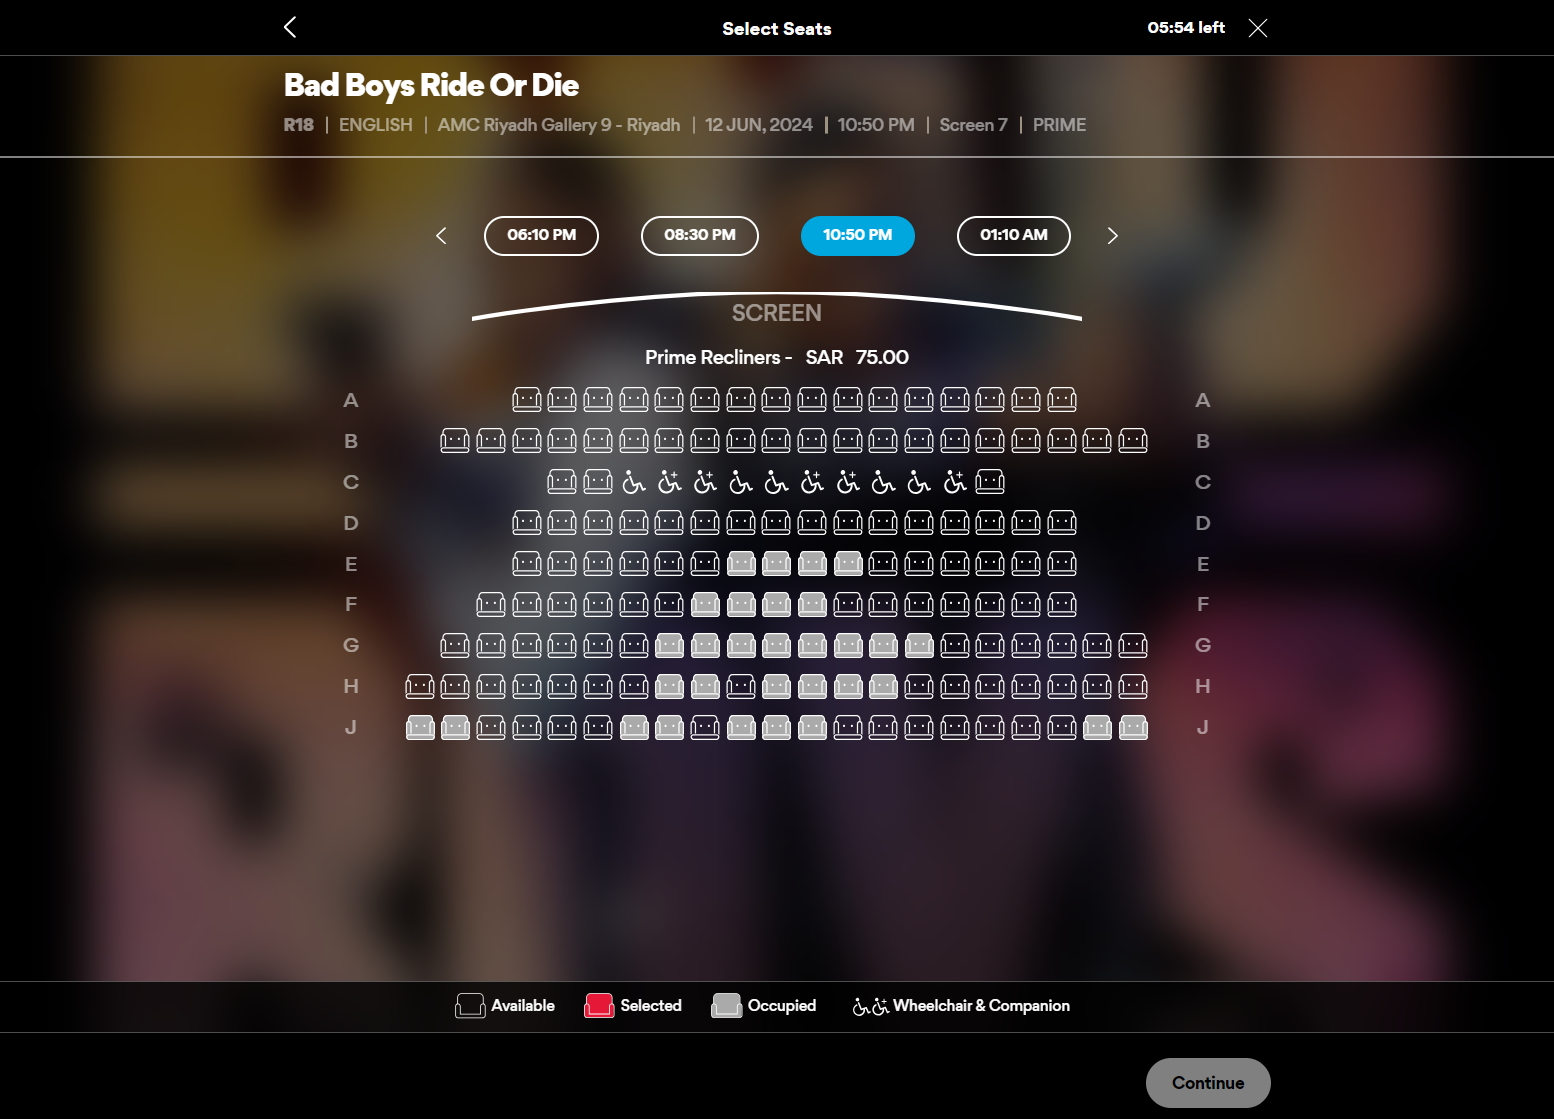 Select Seats
05:54 left
Bad Boys Ride Or Die
R18 | ENGLISH | AMC Riyadh Gallery 9 - Riyadh | 12 JUN, 2024 | 10:50 PM | Screen 7 | PRIME
06:10 PM 08:30 PM 10:50 PM 01:10 AM
SCREEN
Prime Recliners - SAR 75.00
A A
B B
C C
D D
E E
F F
G G
H H
J J
Available Selected Occupied Wheelchair & Companion
Continue